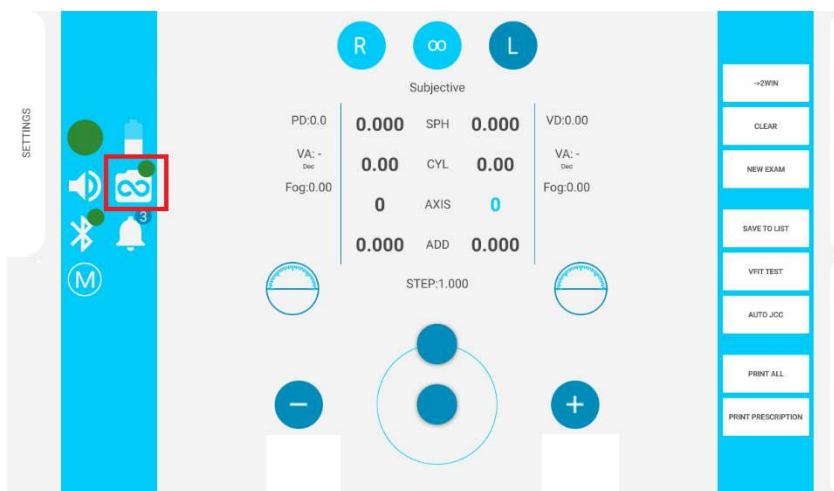 SETTINGS
3
M
R ∞ L
Subjective
PD:0.0
VA: -
Dec
Fog:0.00
0.000 SPH 0.000
0.00 CYL 0.00
0 AXIS 0
0.000 ADD 0.000
VD:0.00
VA: -
Dec
Fog:0.00
STEP:1.000
− +
->2WIN
CLEAR
NEW EXAM
SAVE TO LIST
VFIT TEST
AUTO JCC
PRINT ALL
PRINT PRESCRIPTION